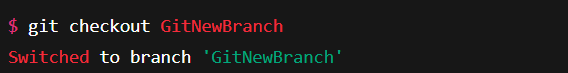 $ git checkout GitNewBranch
Switched to branch 'GitNewBranch'